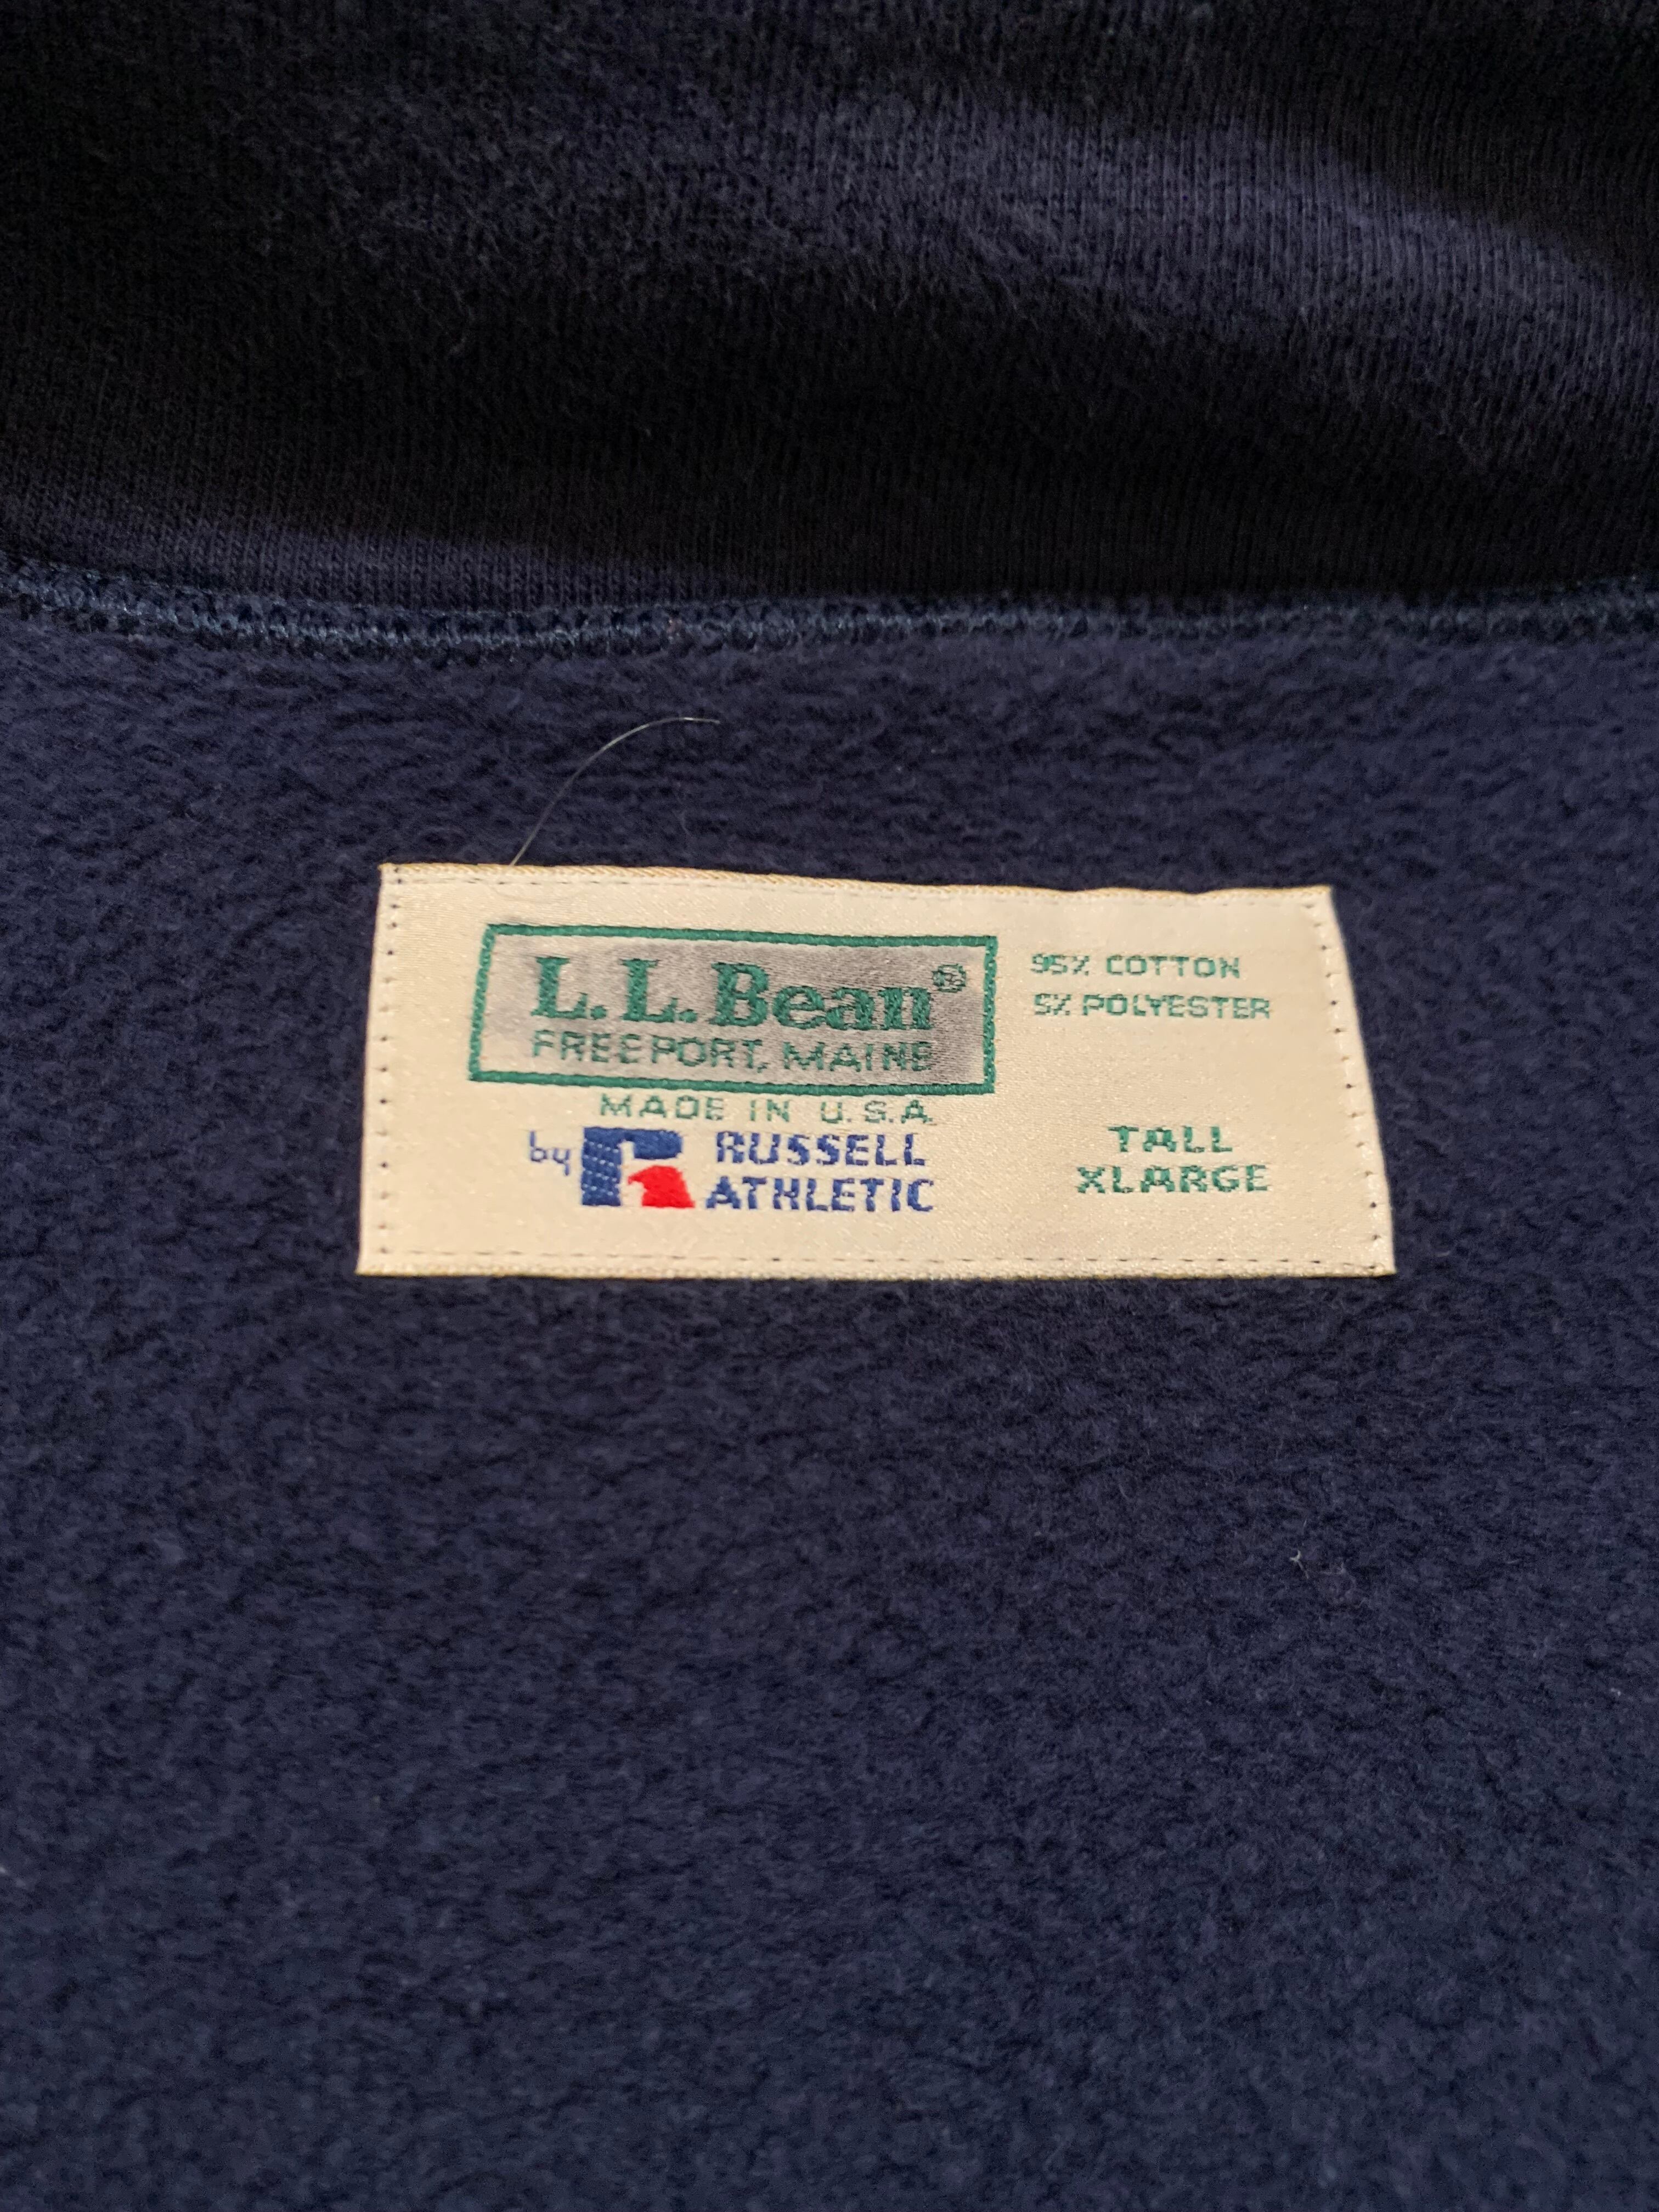 L.L.Bean®
FREEPORT, MAINE
MADE IN U.S.A.
by RUSSELL
ATHLETIC
95% COTTON
5% POLYESTER
TALL
XLARGE